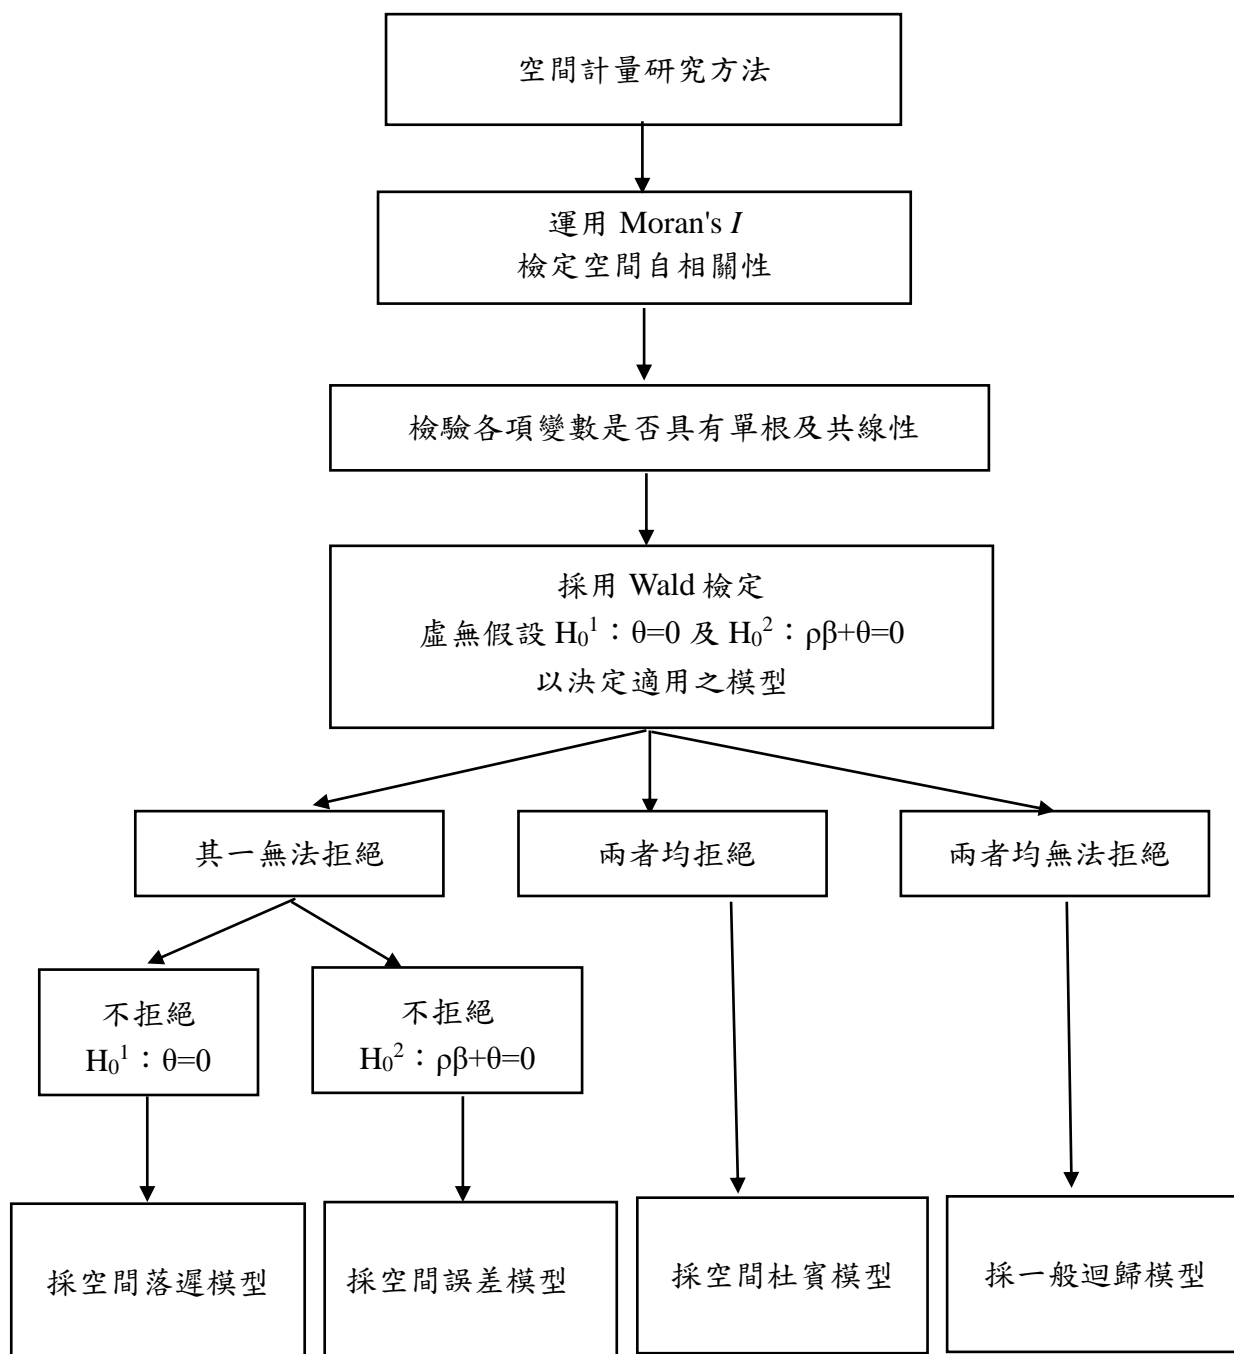 空間計量研究方法
運用 Moran's I
檢定空間自相關性
檢驗各項變數是否具有單根及共線性
採用 Wald 檢定
虛無假設 H₀¹：θ=0 及 H₀²：ρβ+θ=0
以決定適用之模型
其一無法拒絕
兩者均拒絕
兩者均無法拒絕
不拒絕
H₀¹：θ=0
不拒絕
H₀²：ρβ+θ=0
採空間落遲模型
採空間誤差模型
採空間杜賓模型
採一般迴歸模型